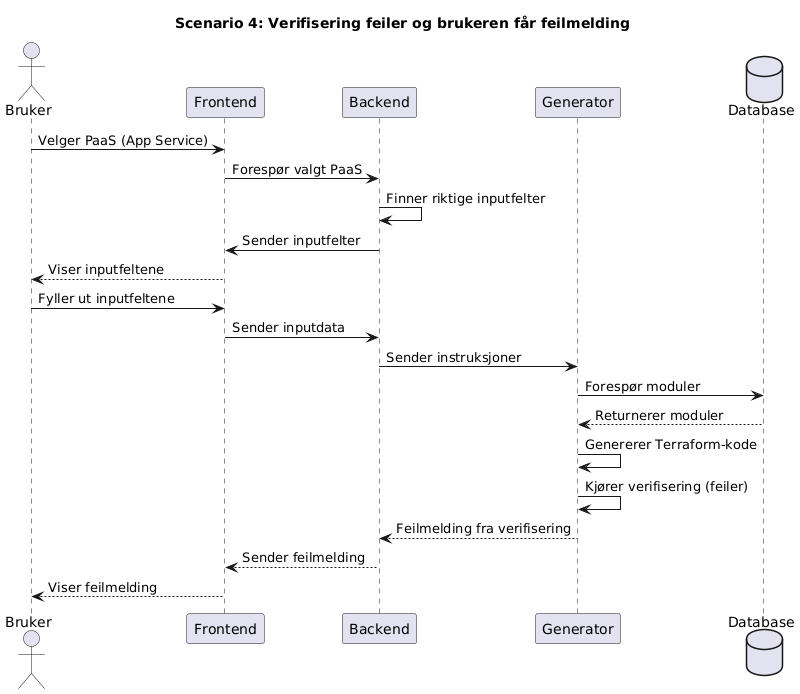 Scenario 4: Verifisering feiler og brukeren får feilmelding
Bruker
Frontend
Backend
Generator
Database
Velger PaaS (App Service)
Forespør valgt PaaS
Finner riktige inputfelter
Sender inputfelter
Viser inputfeltene
Fyller ut inputfeltene
Sender inputdata
Sender instruksjoner
Forespør moduler
Returnerer moduler
Genererer Terraform-kode
Kjører verifisering (feiler)
Feilmelding fra verifisering
Sender feilmelding
Viser feilmelding
Bruker
Frontend
Backend
Generator
Database